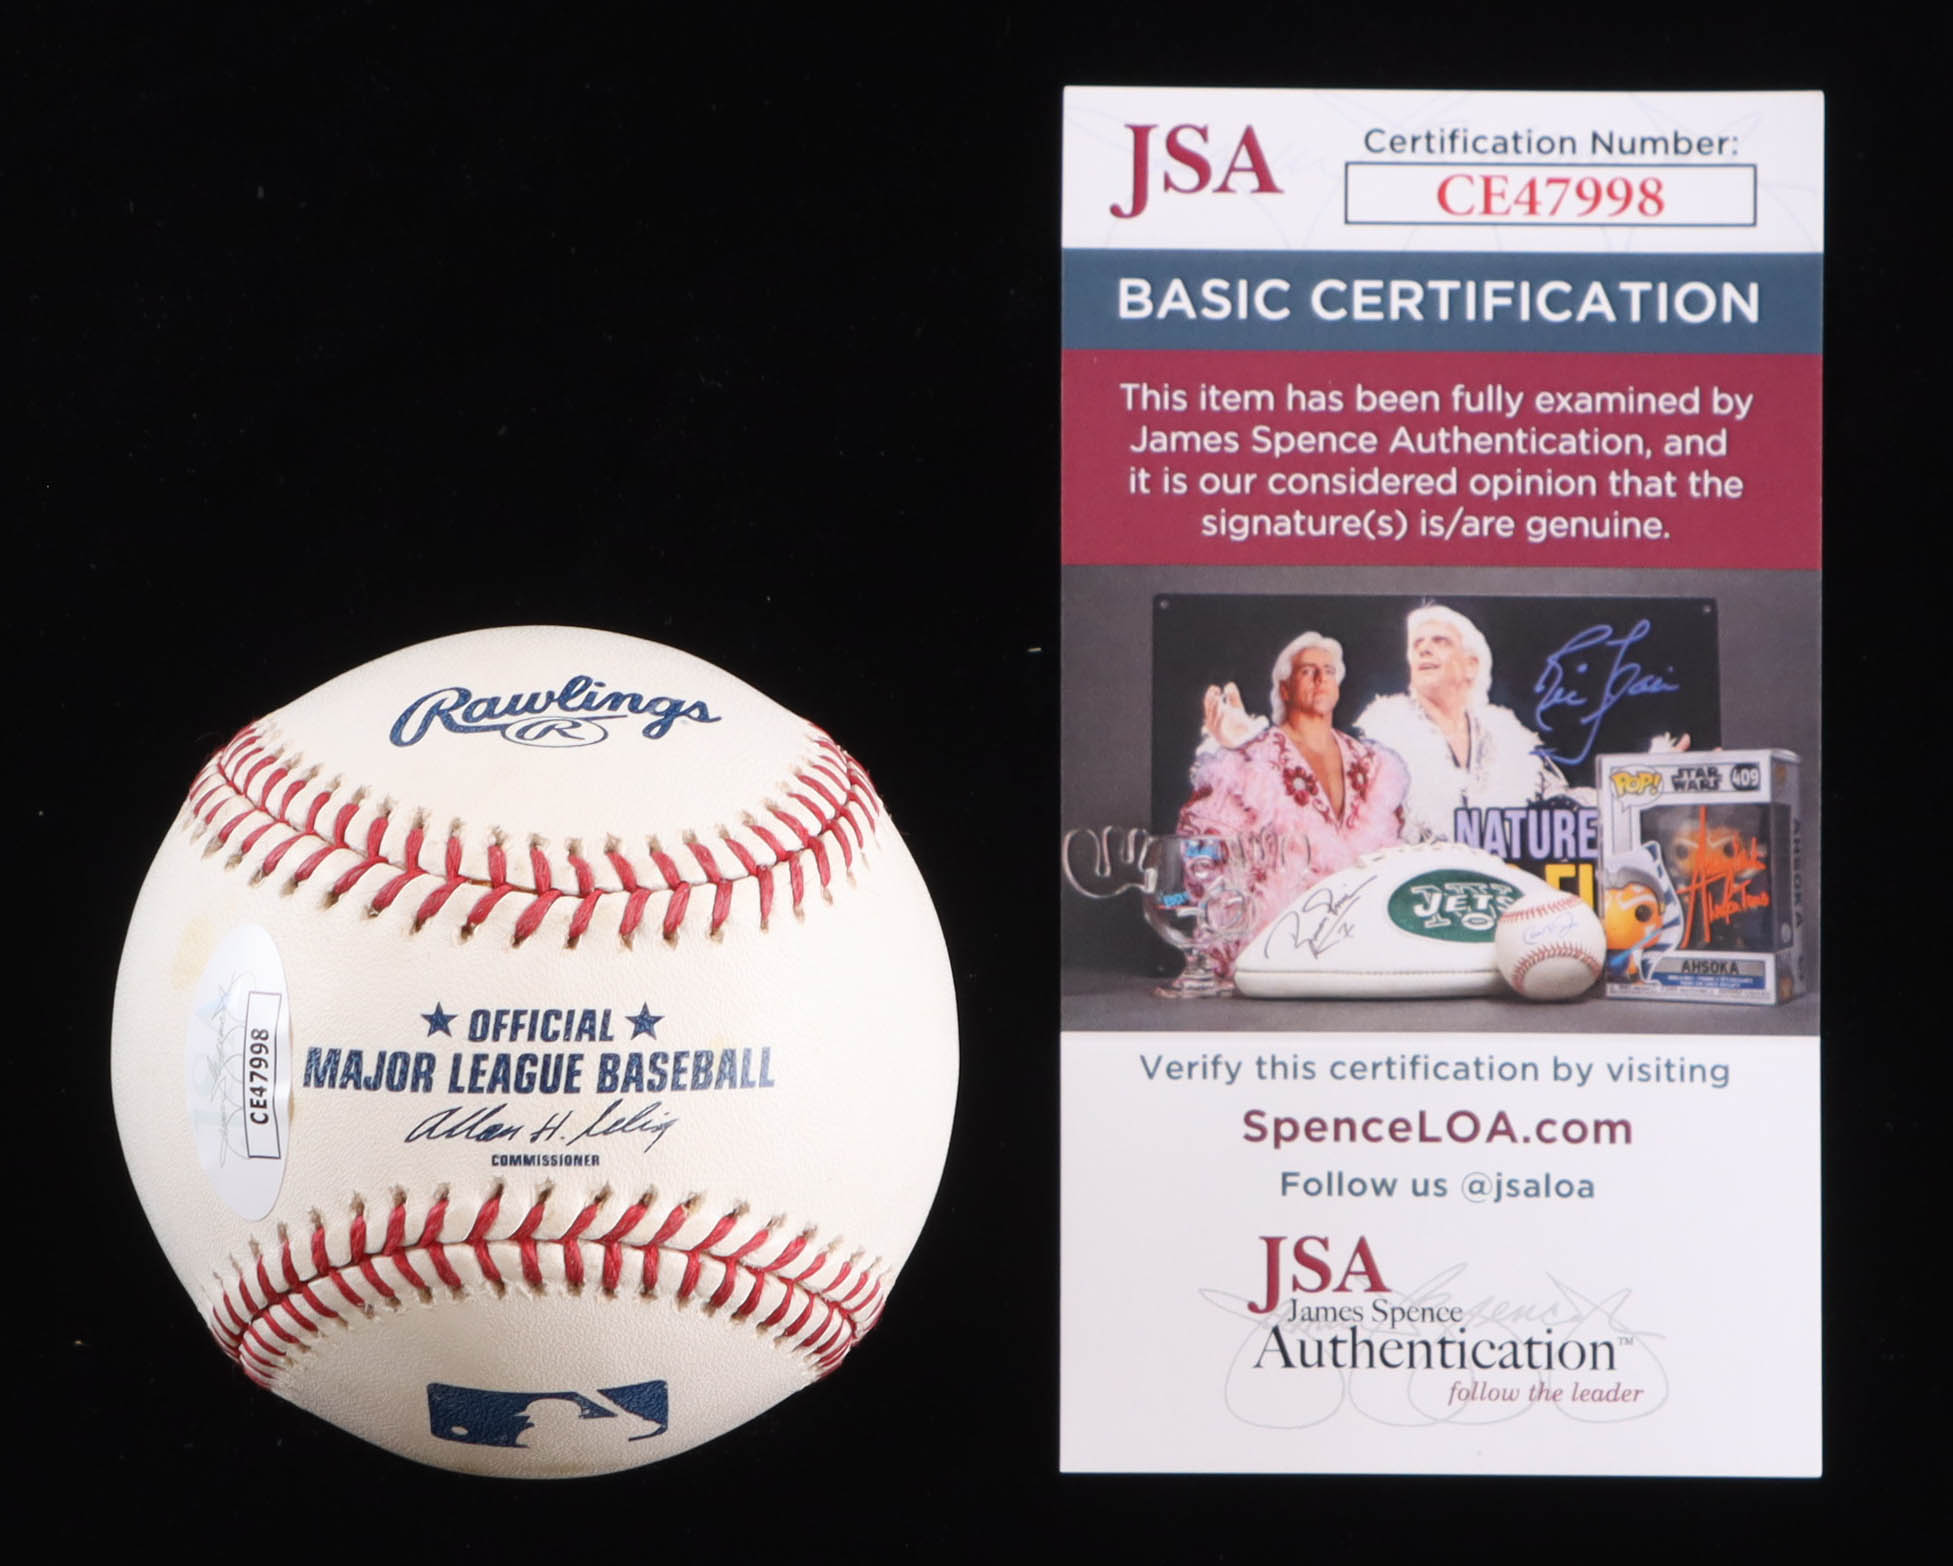 Rawlings
R
★ OFFICIAL ★
MAJOR LEAGUE BASEBALL
Allan H. Selig
COMMISSIONER
CE47998
JSA
Certification Number:
CE47998
BASIC CERTIFICATION
This item has been fully examined by
James Spence Authentication, and
it is our considered opinion that the
signature(s) is/are genuine.
NATURE
POP!
STAR
WARS
409
JETS
AHSOKA
AHSOKA
Verify this certification by visiting
SpenceLOA.com
Follow us @jsaloa
JSA
James Spence
Authentication™
follow the leader